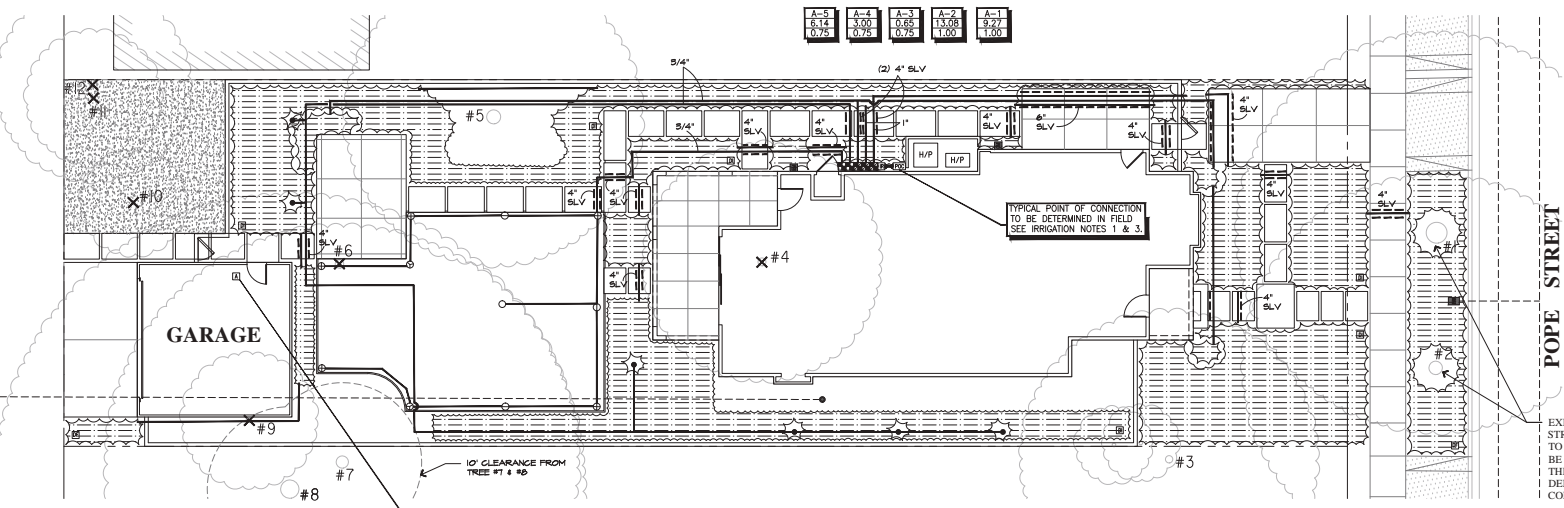 A-5 A-4 A-3 A-2 A-1
6.14 3.00 0.65 13.08 9.27
0.75 0.75 0.75 1.00 1.00
3/4"
(2) 4" SLV
#12
#11
#5
4"
SLV
4"
SLV
1"
4"
SLV
6"
SLV
4"
SLV
4"
SLV
3/4"
H/P
H/P
#10
4"
SLV
4"
SLV
4"
SLV
4"
SLV
TYPICAL POINT OF CONNECTION
TO BE DETERMINED IN FIELD
SEE IRRIGATION NOTES 1 & 3.
4"
SLV
#6
#4
#1
4"
SLV
4"
SLV
A
GARAGE
POPE STREET
#2
#9
#7
#8
10' CLEARANCE FROM
TREE #7 & #8
#3
TO
BE